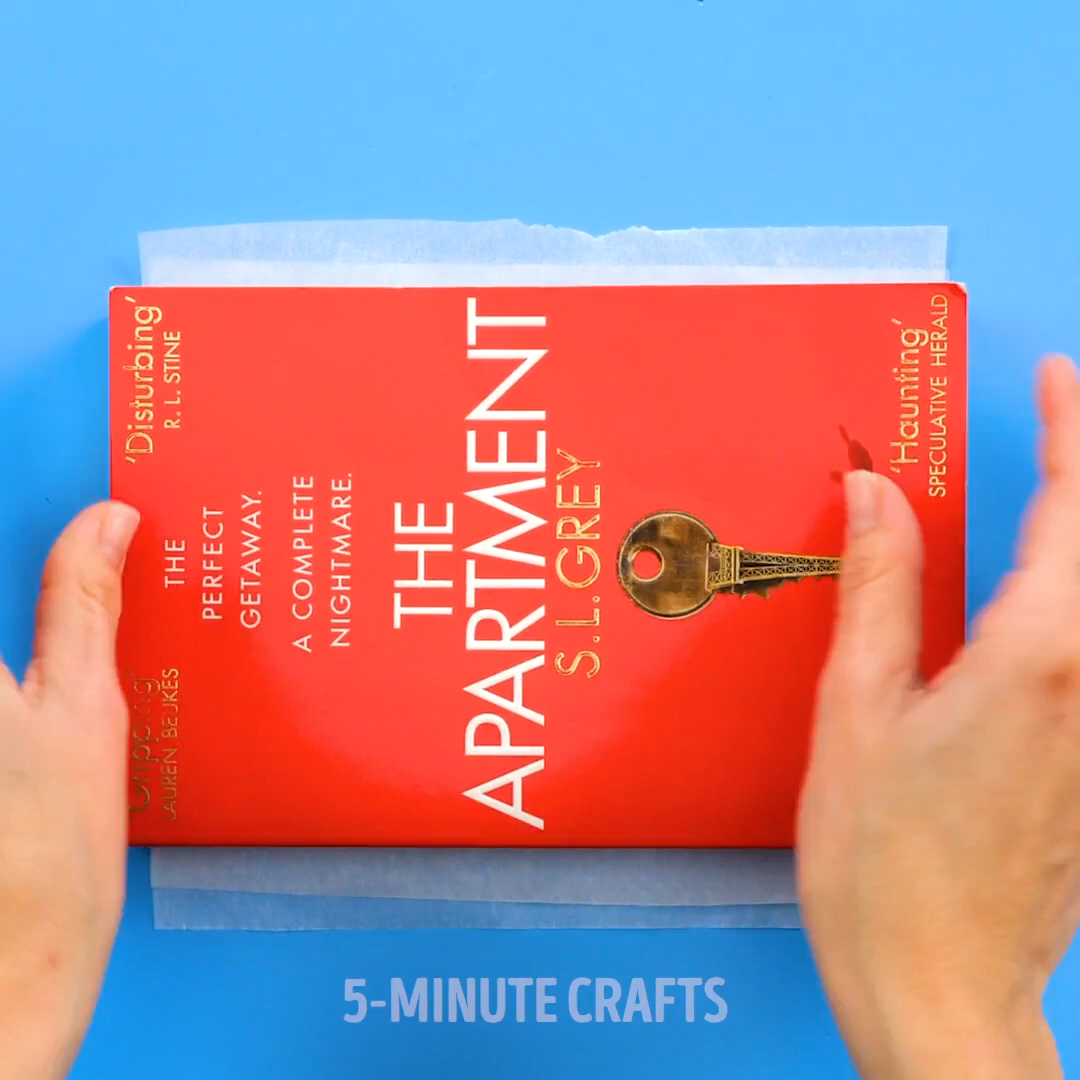 'Disturbing'
R. L. STINE
'Gripping'
LAUREN BEUKES
THE
PERFECT
GETAWAY.
A COMPLETE
NIGHTMARE.
THE
APARTMENT
S.L.GREY
'Haunting'
SPECULATIVE HERALD
5-MINUTE CRAFTS